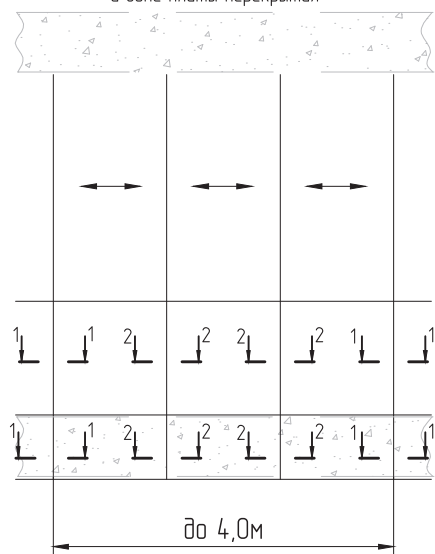 в зоне плиты перекрытия
1 1 2 2 2 2 1 1
1 1 2 2 2 2 1 1
до 4,0м